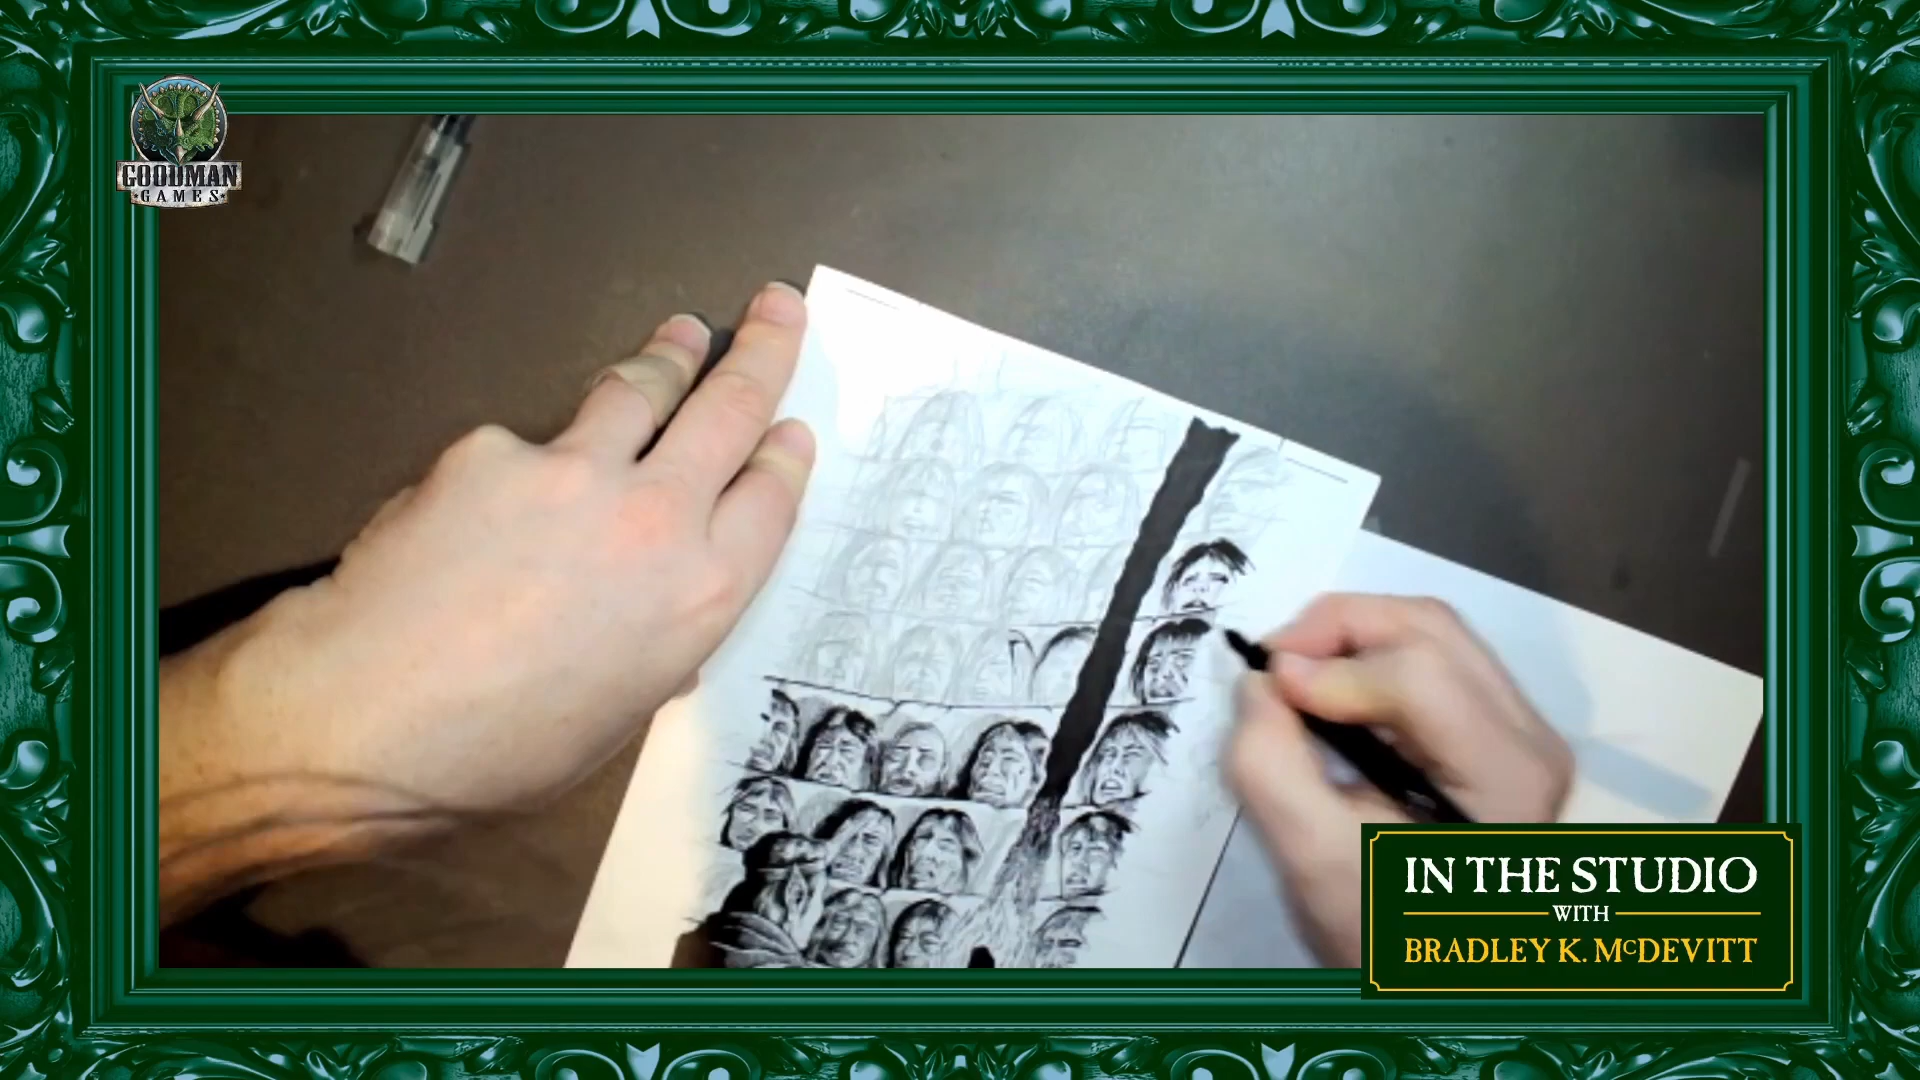 GOODMAN
GAMES
IN THE STUDIO
WITH
BRADLEY K. McDEVITT